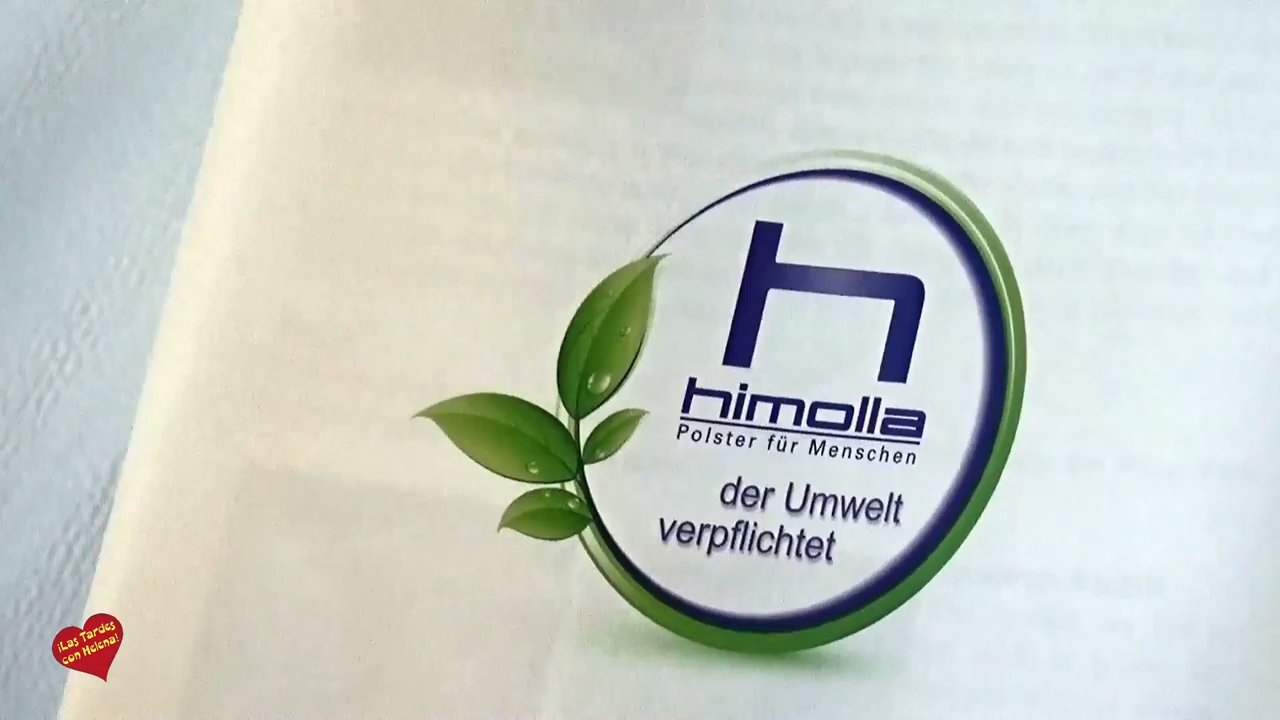 h
himolla
Polster für Menschen
der Umwelt
verpflichtet
¡Las Tardes
con Helena!